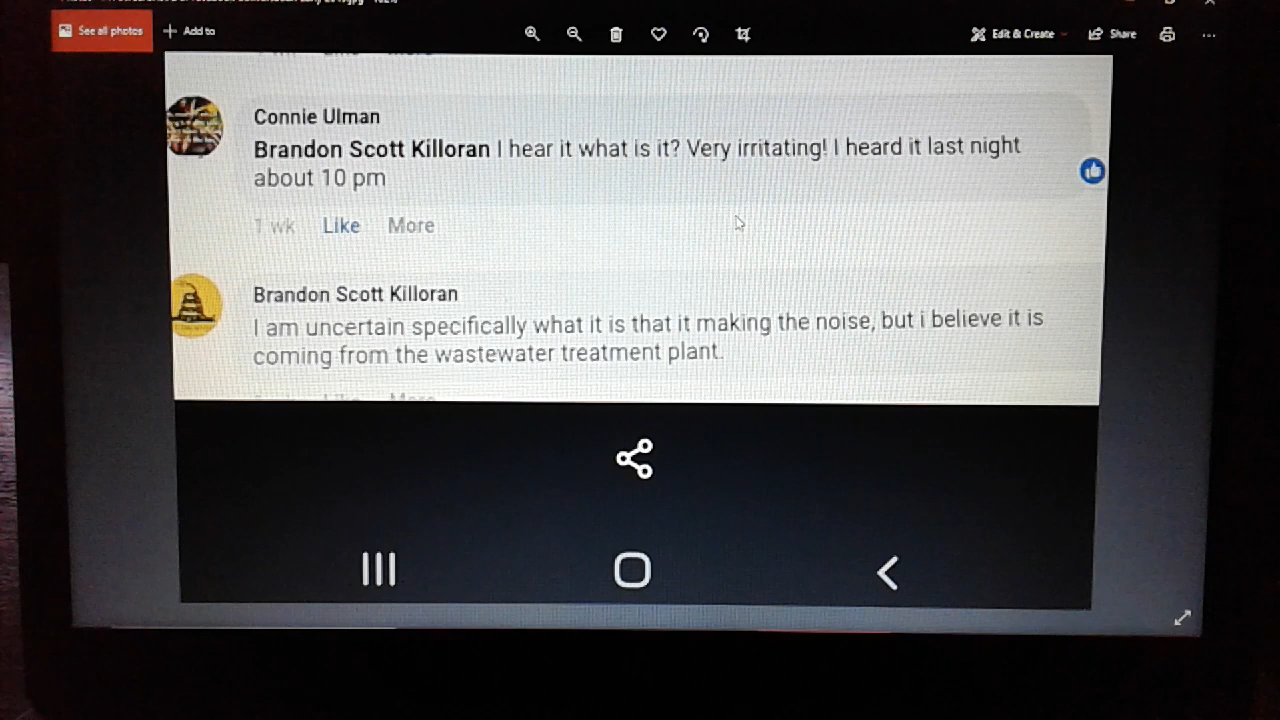 See all photos
Add to
Edit & Create
Share
Connie Ulman
Brandon Scott Killoran I hear it what is it? Very irritating! I heard it last night
about 10 pm
1 wk Like More
Brandon Scott Killoran
I am uncertain specifically what it is that it making the noise, but i believe it is
coming from the wastewater treatment plant.